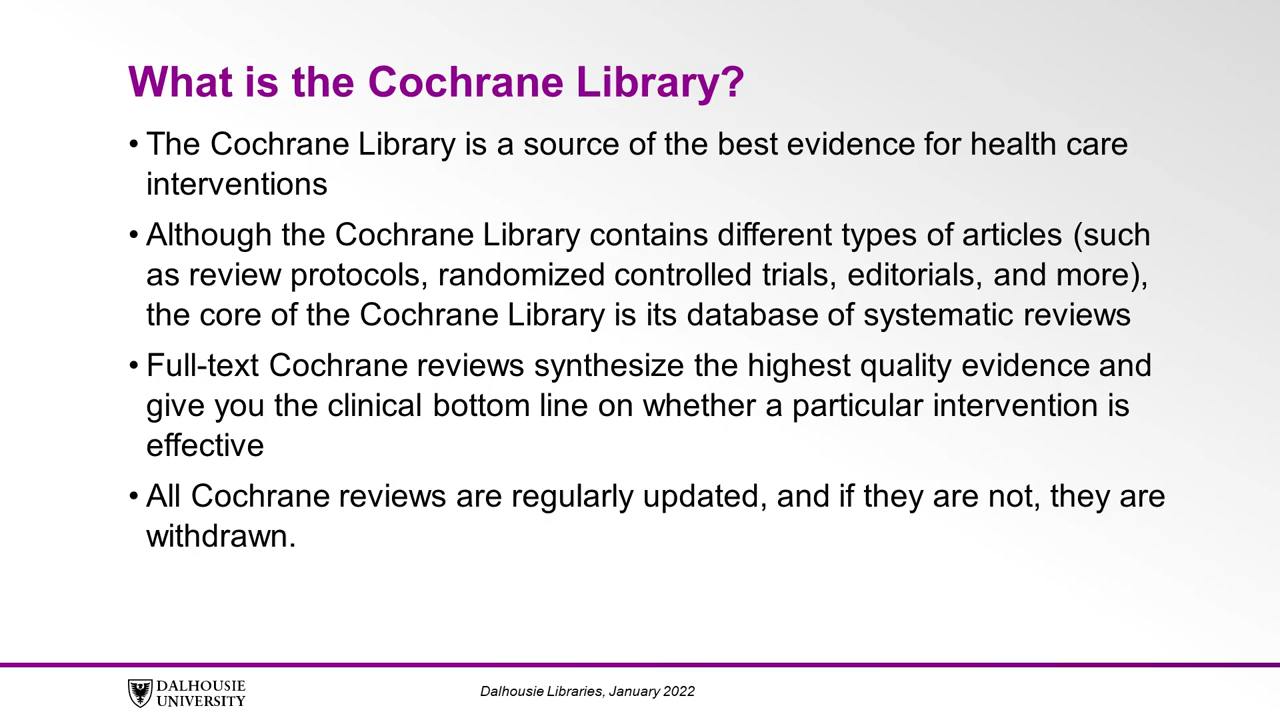 What is the Cochrane Library?
• The Cochrane Library is a source of the best evidence for health care
interventions
• Although the Cochrane Library contains different types of articles (such
as review protocols, randomized controlled trials, editorials, and more),
the core of the Cochrane Library is its database of systematic reviews
• Full-text Cochrane reviews synthesize the highest quality evidence and
give you the clinical bottom line on whether a particular intervention is
effective
• All Cochrane reviews are regularly updated, and if they are not, they are
withdrawn.
DALHOUSIE
UNIVERSITY
Dalhousie Libraries, January 2022